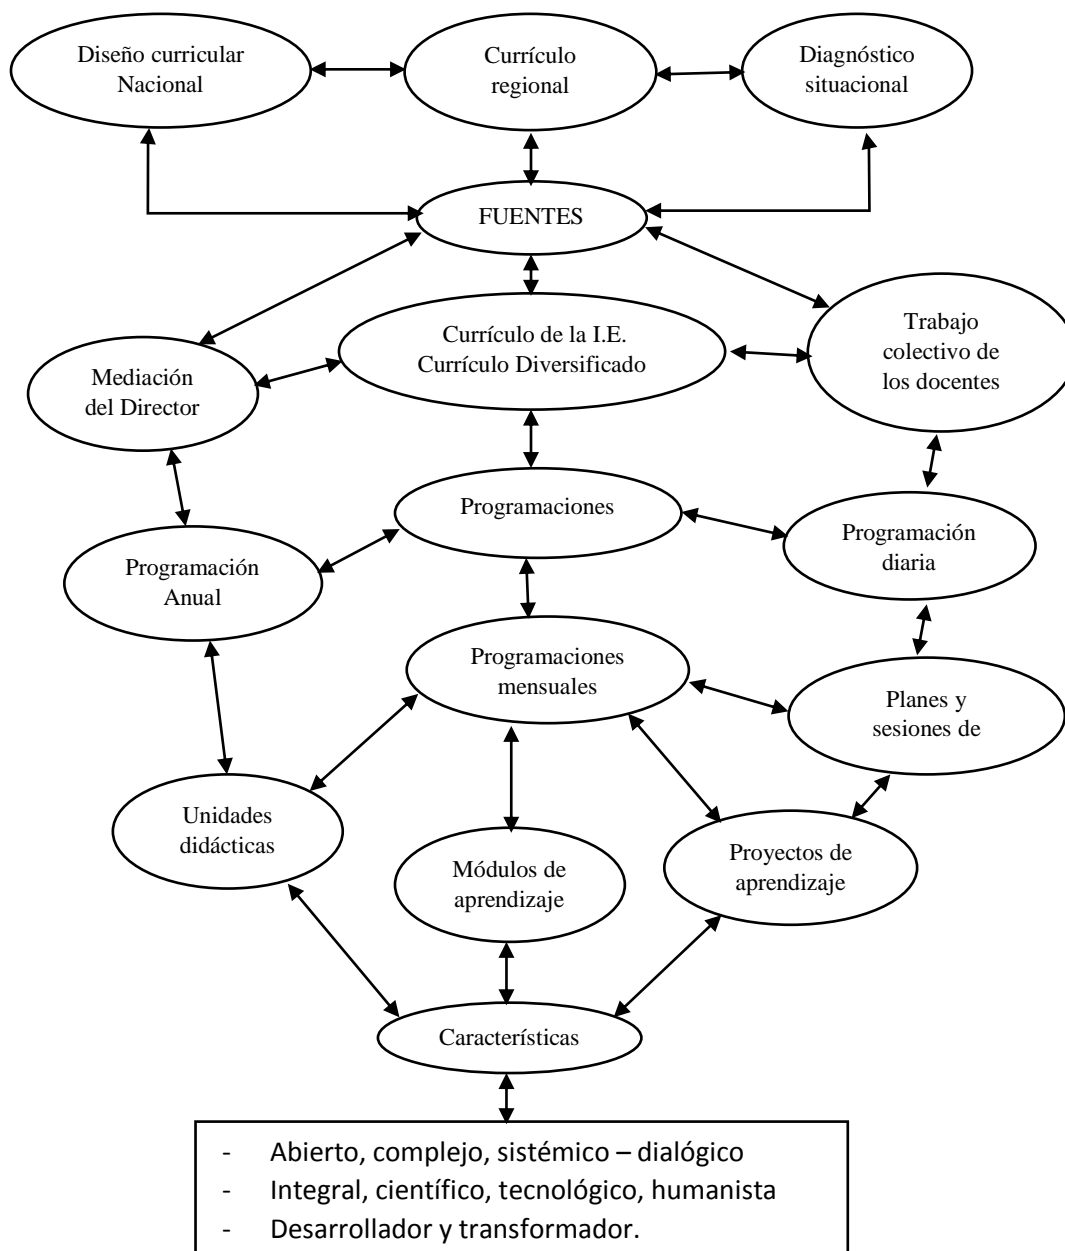 Diseño curricular
Nacional
Currículo
regional
Diagnóstico
situacional
FUENTES
Currículo de la I.E.
Currículo Diversificado
Trabajo
colectivo de
los docentes
Mediación
del Director
Programaciones
Programación
diaria
Programación
Anual
Programaciones
mensuales
Planes y
sesiones de
Unidades
didácticas
Módulos de
aprendizaje
Proyectos de
aprendizaje
Características
- Abierto, complejo, sistémico – dialógico
- Integral, científico, tecnológico, humanista
- Desarrollador y transformador.